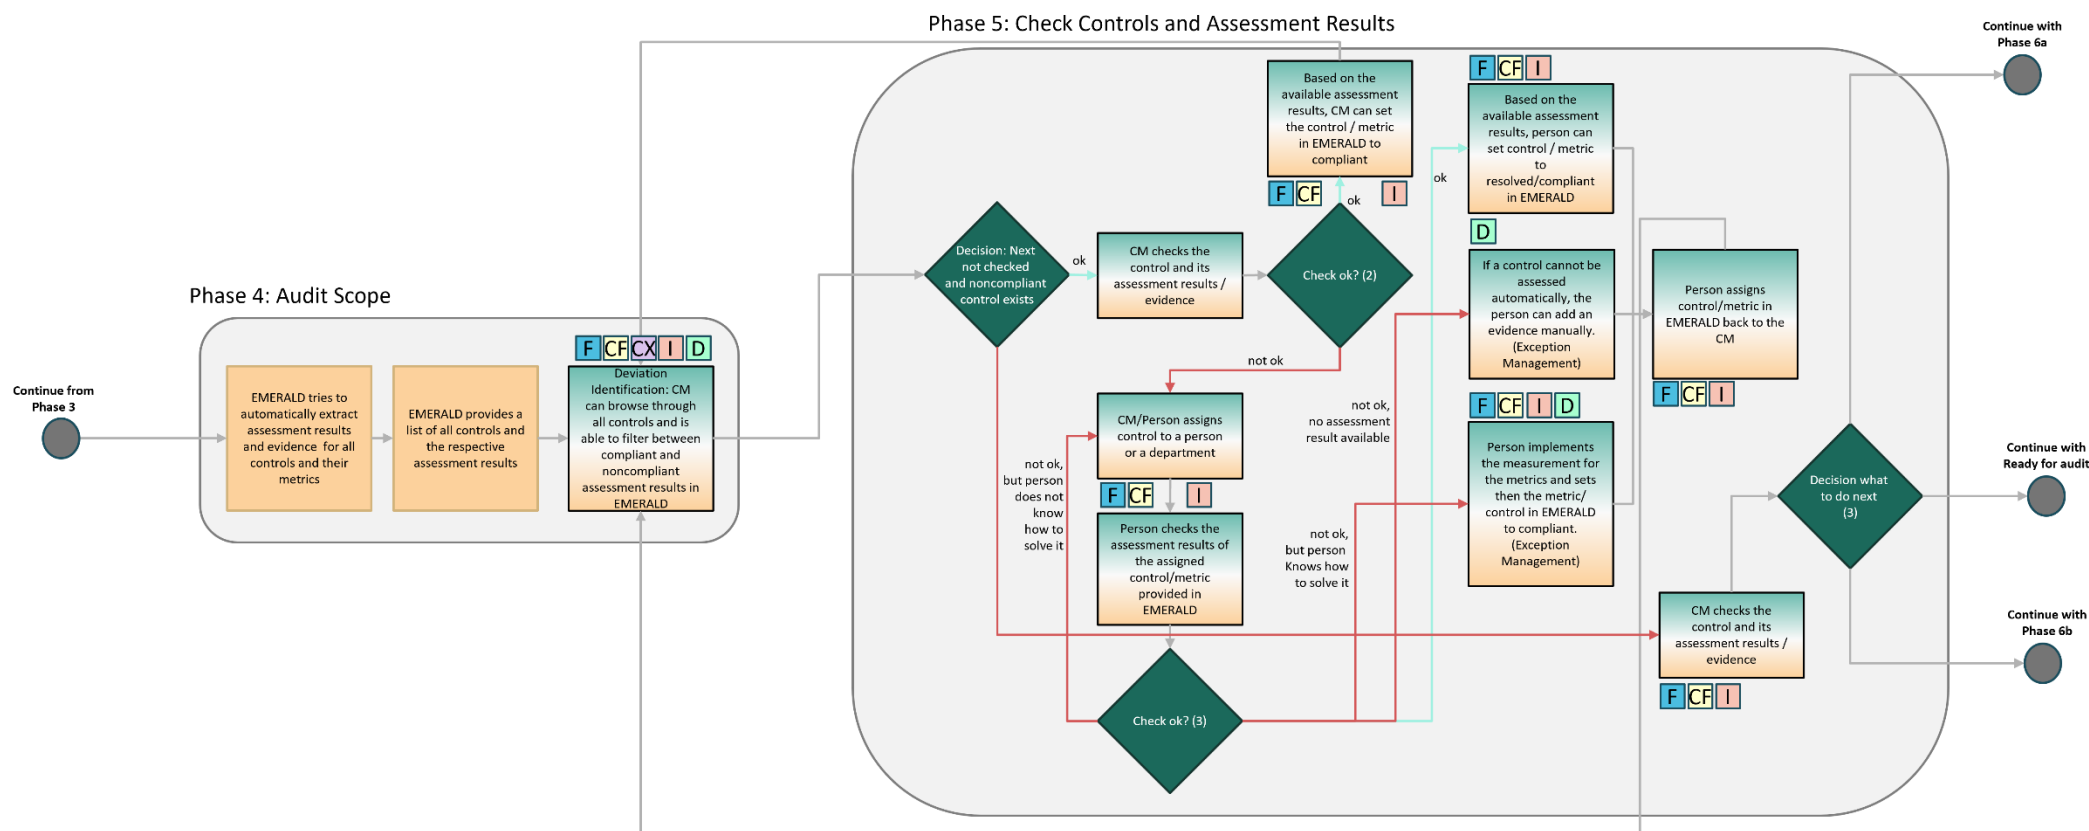 Phase 5: Check Controls and Assessment Results
Continue with
Phase 6a
F CF I
Based on the
available assessment
results, CM can set
the control / metric
in EMERALD to
compliant
F CF I
ok
Based on the
available assessment
results, person can
set control / metric
to
resolved/compliant
in EMERALD
ok
D
Decision: Next
not checked
and noncompliant
control exists
ok
CM checks the
control and its
assessment results /
evidence
Check ok? (2)
If a control cannot be
assessed
automatically, the
person can add an
evidence manually.
(Exception
Management)
Person assigns
control/metric in
EMERALD back to the
CM
F CF I
Phase 4: Audit Scope
F CF CX I D
Continue from
Phase 3
EMERALD tries to
automatically extract
assessment results
and evidence for all
controls and their
metrics
EMERALD provides a
list of all controls and
the respective
assessment results
Deviation
Identification: CM
can browse through
all controls and is
able to filter between
compliant and
noncompliant
assessment results in
EMERALD
not ok
CM/Person assigns
control to a person
or a department
F CF I
not ok,
no assessment
result available
F CF I D
Person implements
the measurement for
the metrics and sets
then the metric/
control in EMERALD
to compliant.
(Exception
Management)
not ok,
but person
does not
know
how to
solve it
Person checks the
assessment results of
the assigned
control/metric
provided in
EMERALD
not ok,
but person
Knows how
to solve it
Check ok? (3)
CM checks the
control and its
assessment results /
evidence
F CF I
Decision what
to do next
(3)
Continue with
Ready for audit
Continue with
Phase 6b